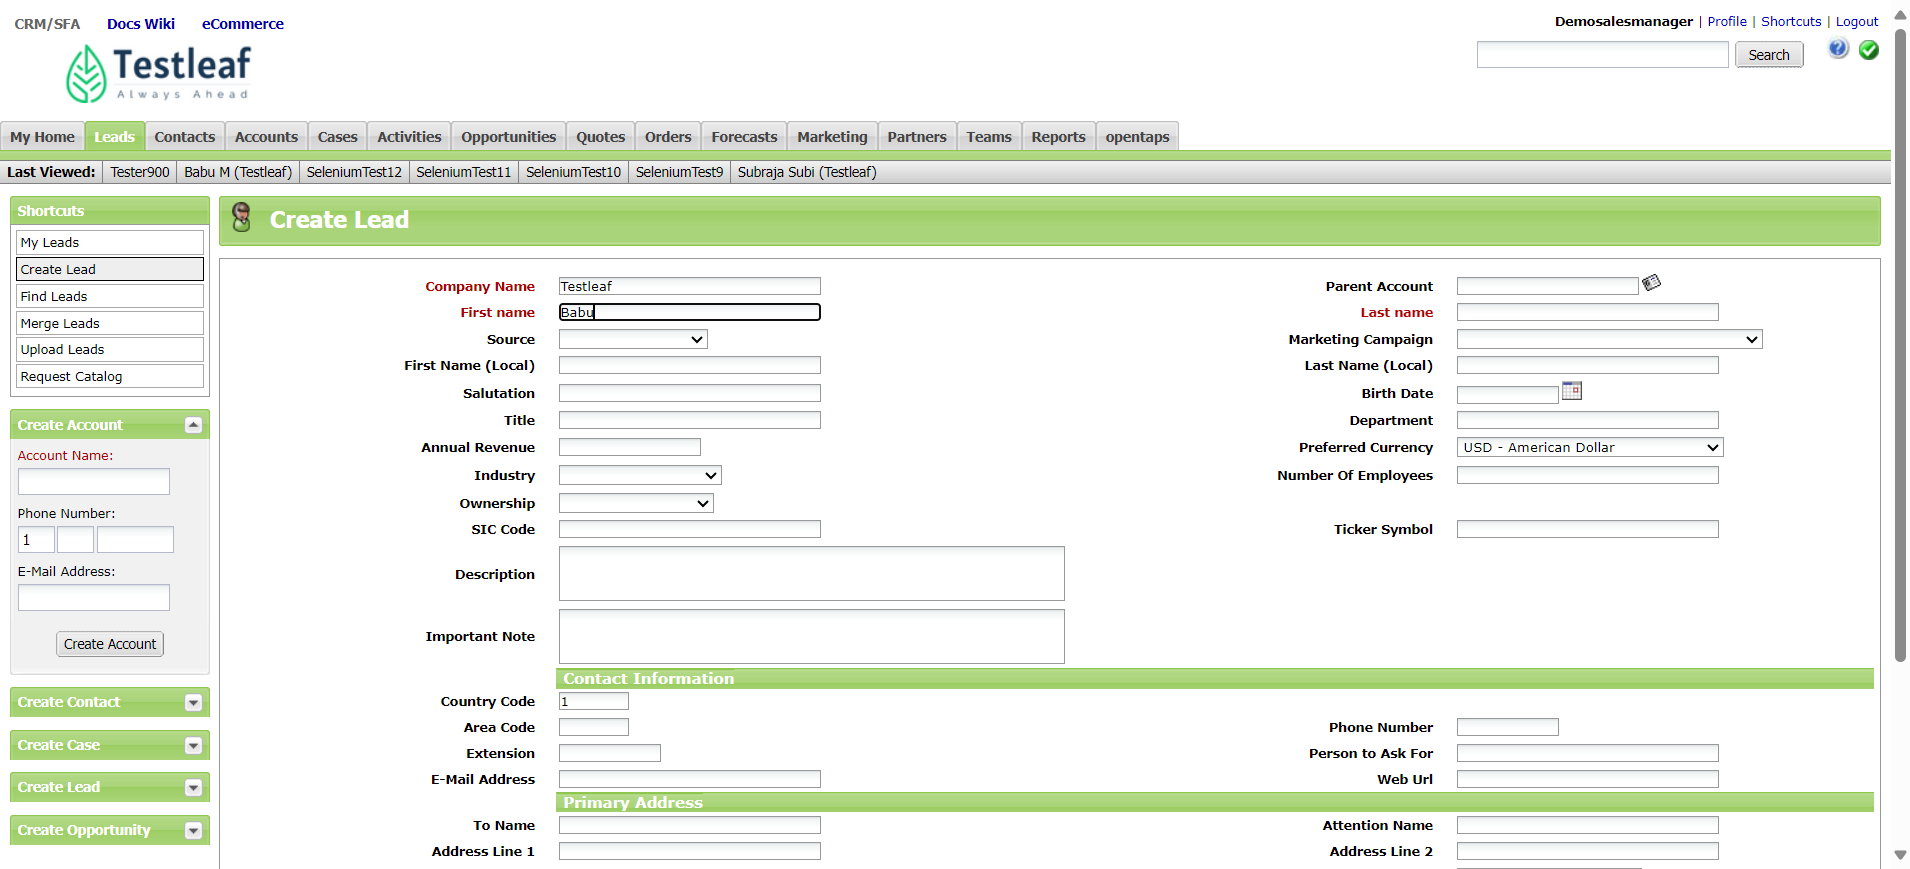 CRM/SFA Docs Wiki eCommerce
Demosalesmanager | Profile | Shortcuts | Logout
Testleaf
Always Ahead
Search
My Home Leads Contacts Accounts Cases Activities Opportunities Quotes Orders Forecasts Marketing Partners Teams Reports opentaps
Last Viewed: Tester900 Babu M (Testleaf) SeleniumTest12 SeleniumTest11 SeleniumTest10 SeleniumTest9 Subraja Subi (Testleaf)
Shortcuts
My Leads
Create Lead
Find Leads
Merge Leads
Upload Leads
Request Catalog
Create Account
Account Name:
Phone Number:
1
E-Mail Address:
Create Account
Create Contact
Create Case
Create Lead
Create Opportunity
Create Lead
Company Name Testleaf Parent Account
First name Babu Last name
Source Marketing Campaign
First Name (Local) Last Name (Local)
Salutation Birth Date
Title Department
Annual Revenue Preferred Currency USD - American Dollar
Industry Number Of Employees
Ownership
SIC Code Ticker Symbol
Description
Important Note
Contact Information
Country Code 1
Area Code Phone Number
Extension Person to Ask For
E-Mail Address Web Url
Primary Address
To Name Attention Name
Address Line 1 Address Line 2